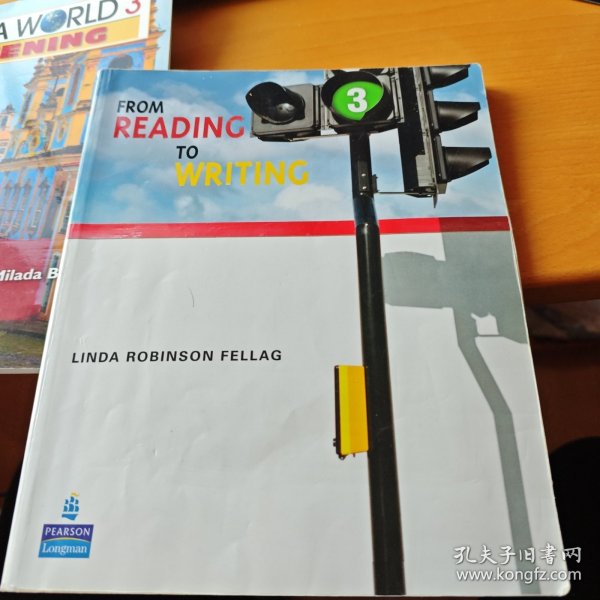 A WORLD 3
ENING
Milada B
FROM
READING
TO
WRITING
3
LINDA ROBINSON FELLAG
PEARSON
Longman
孔夫子旧书网
www.kongfz.com